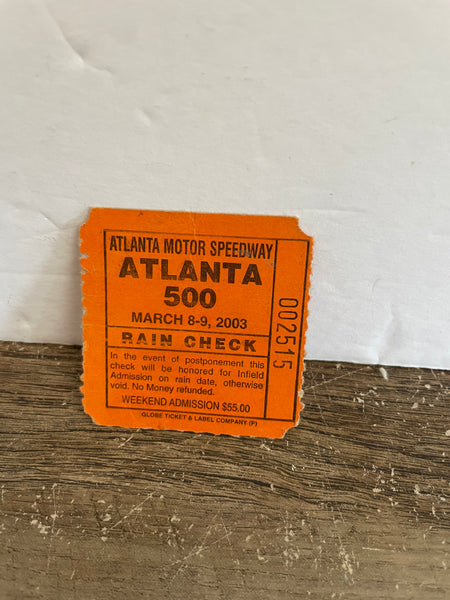 ATLANTA MOTOR SPEEDWAY
ATLANTA
500
MARCH 8-9, 2003
RAIN CHECK
In the event of postponement this
check will be honored for Infield
Admission on rain date, otherwise
void. No Money refunded.
WEEKEND ADMISSION $55.00
GLOBE TICKET & LABEL COMPANY (P)
002515